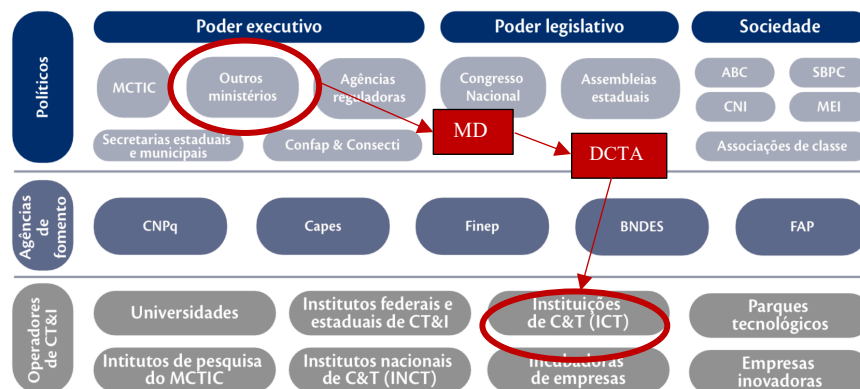 Poder executivo
Poder legislativo
Sociedade
Políticos
MCTIC
Outros
ministérios
Agências
reguladoras
Congresso
Nacional
Assembleias
estaduais
ABC
SBPC
CNI
MEI
MD
DCTA
Secretarias estaduais
e municipais
Confap & Consecti
Associações de classe
Agências
de
fomento
CNPq
Capes
Finep
BNDES
FAP
Operadores
de CT&I
Universidades
Institutos federais e
estaduais de CT&I
Instituições
de C&T (ICT)
Parques
tecnológicos
Intitutos de pesquisa
do MCTIC
Institutos nacionais
de C&T (INCT)
Incubadoras
de empresas
Empresas
inovadoras